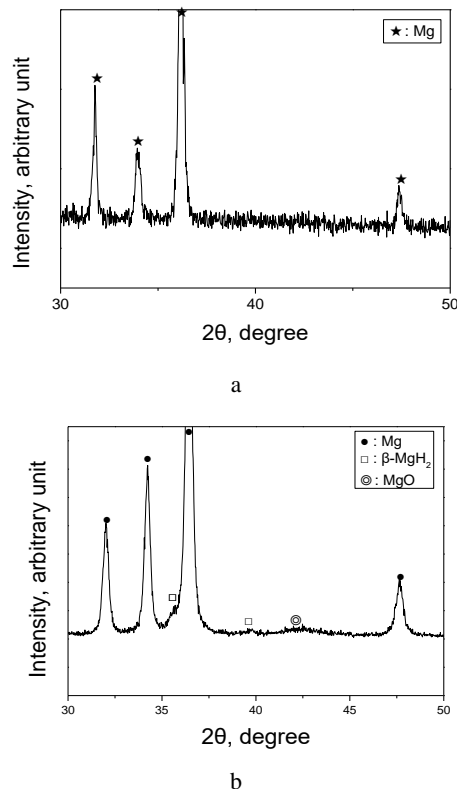 ★ : Mg
Intensity, arbitrary unit
30 40 50
2θ, degree
a
● : Mg
□ : β-MgH₂
◎ : MgO
Intensity, arbitrary unit
30 35 40 45 50
2θ, degree
b